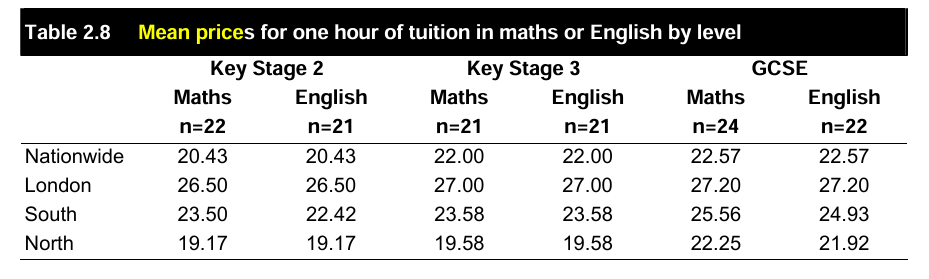 Table 2.8 Mean prices for one hour of tuition in maths or English by level
Key Stage 2 Key Stage 3 GCSE
Maths English Maths English Maths English
n=22 n=21 n=21 n=21 n=24 n=22
Nationwide 20.43 20.43 22.00 22.00 22.57 22.57
London 26.50 26.50 27.00 27.00 27.20 27.20
South 23.50 22.42 23.58 23.58 25.56 24.93
North 19.17 19.17 19.58 19.58 22.25 21.92